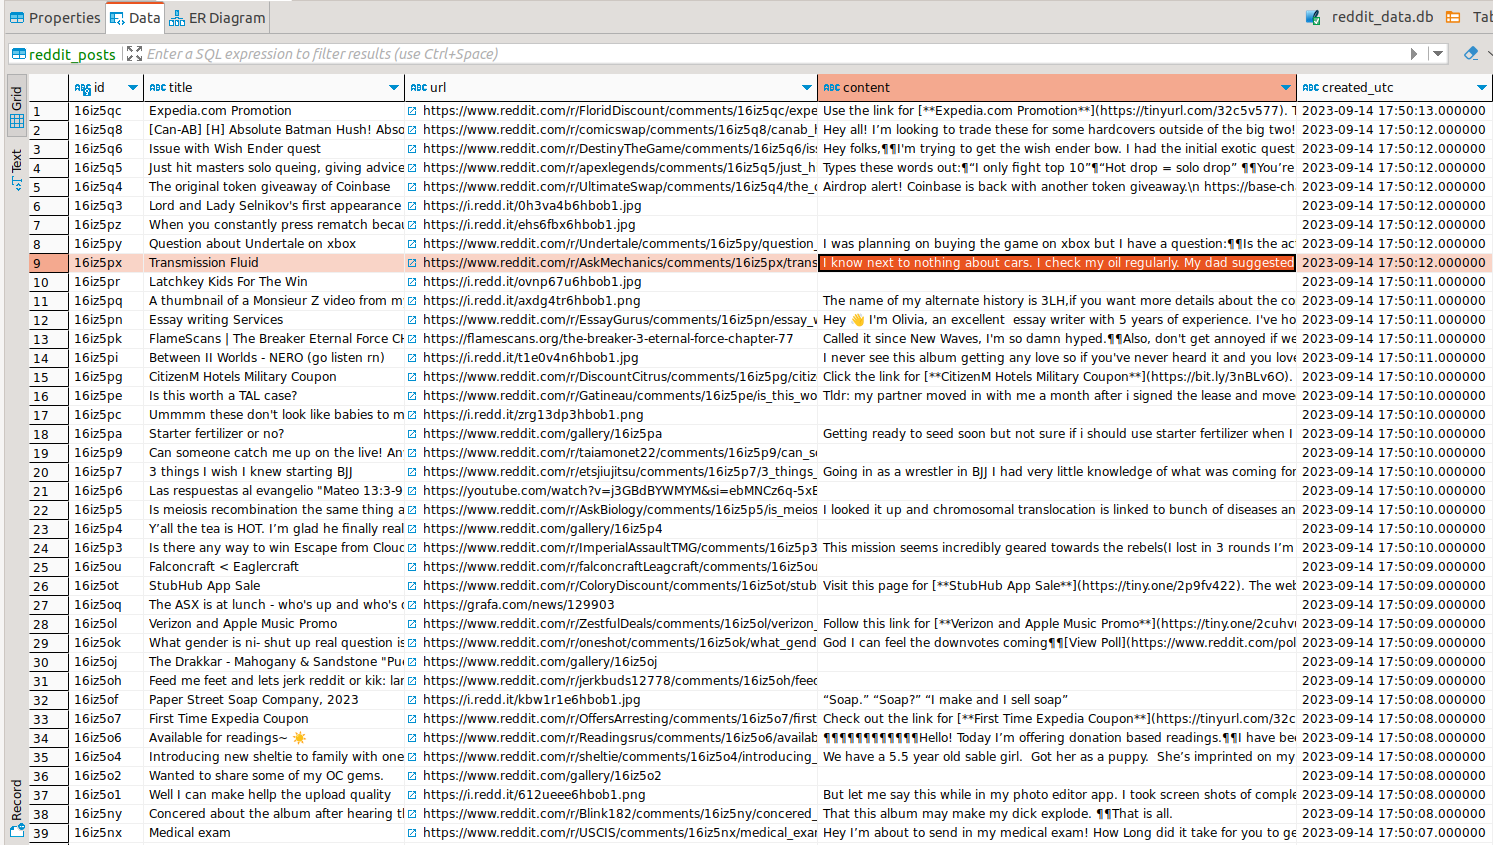 Properties Data ER Diagram reddit_data.db Tab
reddit_posts Enter a SQL expression to filter results (use Ctrl+Space)
Grid
Text
Record
ABC id ABC title ABC url ABC content ABC created_utc
1 16iz5qc Expedia.com Promotion https://www.reddit.com/r/FloridDiscount/comments/16iz5qc/expe Use the link for [**Expedia.com Promotion**](https://tinyurl.com/32c5v577). T 2023-09-14 17:50:13.000000
2 16iz5q8 [Can-AB] [H] Absolute Batman Hush! Abso https://www.reddit.com/r/comicswap/comments/16iz5q8/canab_h Hey all! I’m looking to trade these for some hardcovers outside of the big two! 2023-09-14 17:50:12.000000
3 16iz5q6 Issue with Wish Ender quest https://www.reddit.com/r/DestinyTheGame/comments/16iz5q6/iss Hey folks,¶¶I'm trying to get the wish ender bow. I had the initial exotic quest 2023-09-14 17:50:12.000000
4 16iz5q5 Just hit masters solo queing, giving advice https://www.reddit.com/r/apexlegends/comments/16iz5q5/just_h Types these words out:¶“I only fight top 10”¶“Hot drop = solo drop” ¶¶You’re 2023-09-14 17:50:12.000000
5 16iz5q4 The original token giveaway of Coinbase https://www.reddit.com/r/UltimateSwap/comments/16iz5q4/the_o Airdrop alert! Coinbase is back with another token giveaway.\n https://base-ch 2023-09-14 17:50:12.000000
6 16iz5q3 Lord and Lady Selnikov's first appearance https://i.redd.it/0h3va4b6hbob1.jpg 2023-09-14 17:50:12.000000
7 16iz5pz When you constantly press rematch becau https://i.redd.it/ehs6fbx6hbob1.jpg 2023-09-14 17:50:12.000000
8 16iz5py Question about Undertale on xbox https://www.reddit.com/r/Undertale/comments/16iz5py/question_ I was planning on buying the game on xbox but I have a question:¶¶Is the ac 2023-09-14 17:50:12.000000
9 16iz5px Transmission Fluid https://www.reddit.com/r/AskMechanics/comments/16iz5px/trans I know next to nothing about cars. I check my oil regularly. My dad suggested 2023-09-14 17:50:12.000000
10 16iz5pr Latchkey Kids For The Win https://i.redd.it/ovnp67u6hbob1.jpg 2023-09-14 17:50:11.000000
11 16iz5pq A thumbnail of a Monsieur Z video from m https://i.redd.it/axdg4tr6hbob1.png The name of my alternate history is 3LH,if you want more details about the co 2023-09-14 17:50:11.000000
12 16iz5pn Essay writing Services https://www.reddit.com/r/EssayGurus/comments/16iz5pn/essay_w Hey 👋 I'm Olivia, an excellent  essay writer with 5 years of experience. I've ho 2023-09-14 17:50:11.000000
13 16iz5pk FlameScans | The Breaker Eternal Force Ch https://flamescans.org/the-breaker-3-eternal-force-chapter-77 Called it since New Waves, I'm so damn hyped.¶¶Also, don't get annoyed if we 2023-09-14 17:50:11.000000
14 16iz5pi Between II Worlds - NERO (go listen rn) https://i.redd.it/t1e0v4n6hbob1.jpg I never see this album getting any love so if you've never heard it and you love 2023-09-14 17:50:11.000000
15 16iz5pg CitizenM Hotels Military Coupon https://www.reddit.com/r/DiscountCitrus/comments/16iz5pg/citiz Click the link for [**CitizenM Hotels Military Coupon**](https://bit.ly/3nBLv6O). 2023-09-14 17:50:10.000000
16 16iz5pe Is this worth a TAL case? https://www.reddit.com/r/Gatineau/comments/16iz5pe/is_this_wo Tldr: my partner moved in with me a month after i signed the lease and move 2023-09-14 17:50:10.000000
17 16iz5pc Ummmm these don't look like babies to m https://i.redd.it/zrg13dp3hbob1.png 2023-09-14 17:50:10.000000
18 16iz5pa Starter fertilizer or no? https://www.reddit.com/gallery/16iz5pa Getting ready to seed soon but not sure if i should use starter fertilizer when I 2023-09-14 17:50:10.000000
19 16iz5p9 Can someone catch me up on the live! An https://www.reddit.com/r/taiamonet22/comments/16iz5p9/can_s 2023-09-14 17:50:10.000000
20 16iz5p7 3 things I wish I knew starting BJJ https://www.reddit.com/r/etsjiujitsu/comments/16iz5p7/3_things_ Going in as a wrestler in BJJ I had very little knowledge of what was coming for 2023-09-14 17:50:10.000000
21 16iz5p6 Las respuestas al evangelio "Mateo 13:3-9 https://youtube.com/watch?v=j3GBdBYWMYM&si=ebMNCz6q-5xE 2023-09-14 17:50:10.000000
22 16iz5p5 Is meiosis recombination the same thing a https://www.reddit.com/r/AskBiology/comments/16iz5p5/is_meios I looked it up and chromosomal translocation is linked to bunch of diseases an 2023-09-14 17:50:10.000000
23 16iz5p4 Y’all the tea is HOT. I’m glad he finally real https://www.reddit.com/gallery/16iz5p4 2023-09-14 17:50:10.000000
24 16iz5p3 Is there any way to win Escape from Clouc https://www.reddit.com/r/ImperialAssaultTMG/comments/16iz5p3 This mission seems incredibly geared towards the rebels(I lost in 3 rounds I’m 2023-09-14 17:50:10.000000
25 16iz5ou Falconcraft < Eaglercraft https://www.reddit.com/r/falconcraftLeagcraft/comments/16iz5ou 2023-09-14 17:50:09.000000
26 16iz5ot StubHub App Sale https://www.reddit.com/r/ColoryDiscount/comments/16iz5ot/stub Visit this page for [**StubHub App Sale**](https://tiny.one/2p9fv422). The web 2023-09-14 17:50:09.000000
27 16iz5oq The ASX is at lunch - who's up and who's c https://grafa.com/news/129903 2023-09-14 17:50:09.000000
28 16iz5ol Verizon and Apple Music Promo https://www.reddit.com/r/ZestfulDeals/comments/16iz5ol/verizon_ Follow this link for [**Verizon and Apple Music Promo**](https://tiny.one/2cuhvu 2023-09-14 17:50:09.000000
29 16iz5ok What gender is ni- shut up real question is https://www.reddit.com/r/oneshot/comments/16iz5ok/what_gend God I can feel the downvotes coming¶¶[View Poll](https://www.reddit.com/pol 2023-09-14 17:50:09.000000
30 16iz5oj The Drakkar - Mahogany & Sandstone "Pue https://www.reddit.com/gallery/16iz5oj 2023-09-14 17:50:09.000000
31 16iz5oh Feed me feet and lets jerk reddit or kik: lar https://www.reddit.com/r/jerkbuds12778/comments/16iz5oh/feec 2023-09-14 17:50:09.000000
32 16iz5of Paper Street Soap Company, 2023 https://i.redd.it/kbw1r1e6hbob1.jpg “Soap.” “Soap?” “I make and I sell soap” 2023-09-14 17:50:08.000000
33 16iz5o7 First Time Expedia Coupon https://www.reddit.com/r/OffersArresting/comments/16iz5o7/first Check out the link for [**First Time Expedia Coupon**](https://tinyurl.com/32c 2023-09-14 17:50:08.000000
34 16iz5o6 Available for readings~ ☀️ https://www.reddit.com/r/Readingsrus/comments/16iz5o6/availab ¶¶¶¶¶¶¶¶¶¶¶¶Hello! Today I’m offering donation based readings.¶¶I have bee 2023-09-14 17:50:08.000000
35 16iz5o4 Introducing new sheltie to family with one https://www.reddit.com/r/sheltie/comments/16iz5o4/introducing_ We have a 5.5 year old sable girl.  Got her as a puppy.  She’s imprinted on my 2023-09-14 17:50:08.000000
36 16iz5o2 Wanted to share some of my OC gems. https://www.reddit.com/gallery/16iz5o2 2023-09-14 17:50:08.000000
37 16iz5o1 Well I can make hellp the upload quality https://i.redd.it/612ueee6hbob1.png But let me say this while in my photo editor app. I took screen shots of comple 2023-09-14 17:50:08.000000
38 16iz5ny Concered about the album after hearing tl https://www.reddit.com/r/Blink182/comments/16iz5ny/concered_ That this album may make my dick explode. ¶¶That is all. 2023-09-14 17:50:08.000000
39 16iz5nx Medical exam https://www.reddit.com/r/USCIS/comments/16iz5nx/medical_exar Hey I’m about to send in my medical exam! How Long did it take for you to ge 2023-09-14 17:50:07.000000